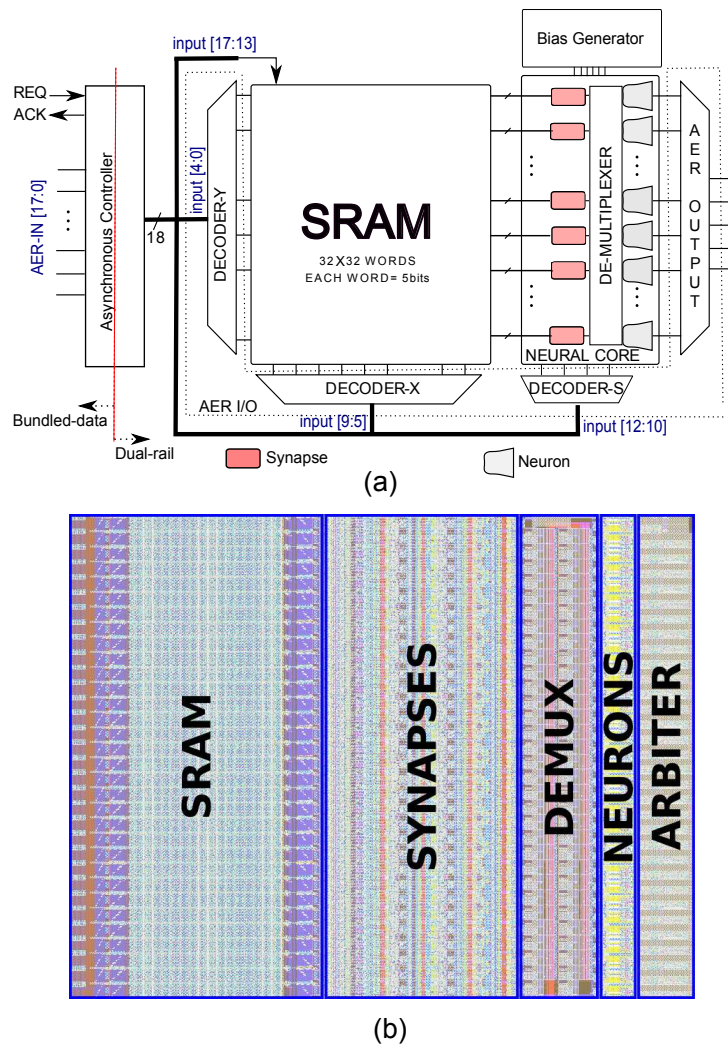 input [17:13]
Bias Generator
REQ
ACK
AER-IN [17:0]
Asynchronous Controller
18
input [4:0]
DECODER-Y
SRAM
32X32 WORDS
EACH WORD= 5bits
DE-MULTIPLEXER
NEURAL CORE
AER OUTPUT
DECODER-X
DECODER-S
AER I/O
input [9:5]
input [12:10]
Bundled-data
Dual-rail
Synapse
Neuron
(a)
SRAM
SYNAPSES
DEMUX
NEURONS
ARBITER
(b)